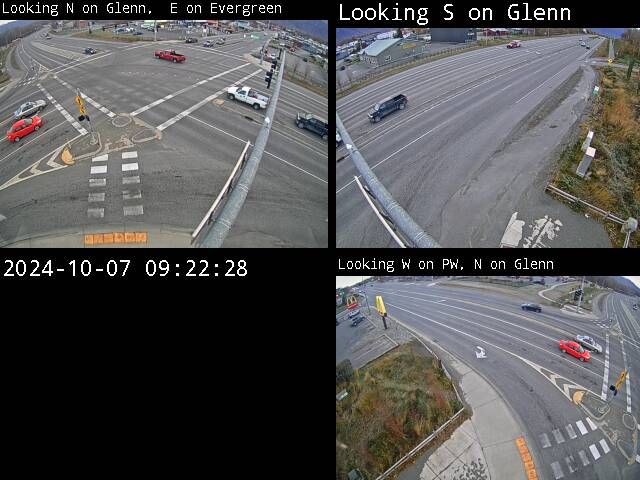 Looking N on Glenn,  E on Evergreen
Looking S on Glenn
2024-10-07 09:22:28
Looking W on PW, N on Glenn